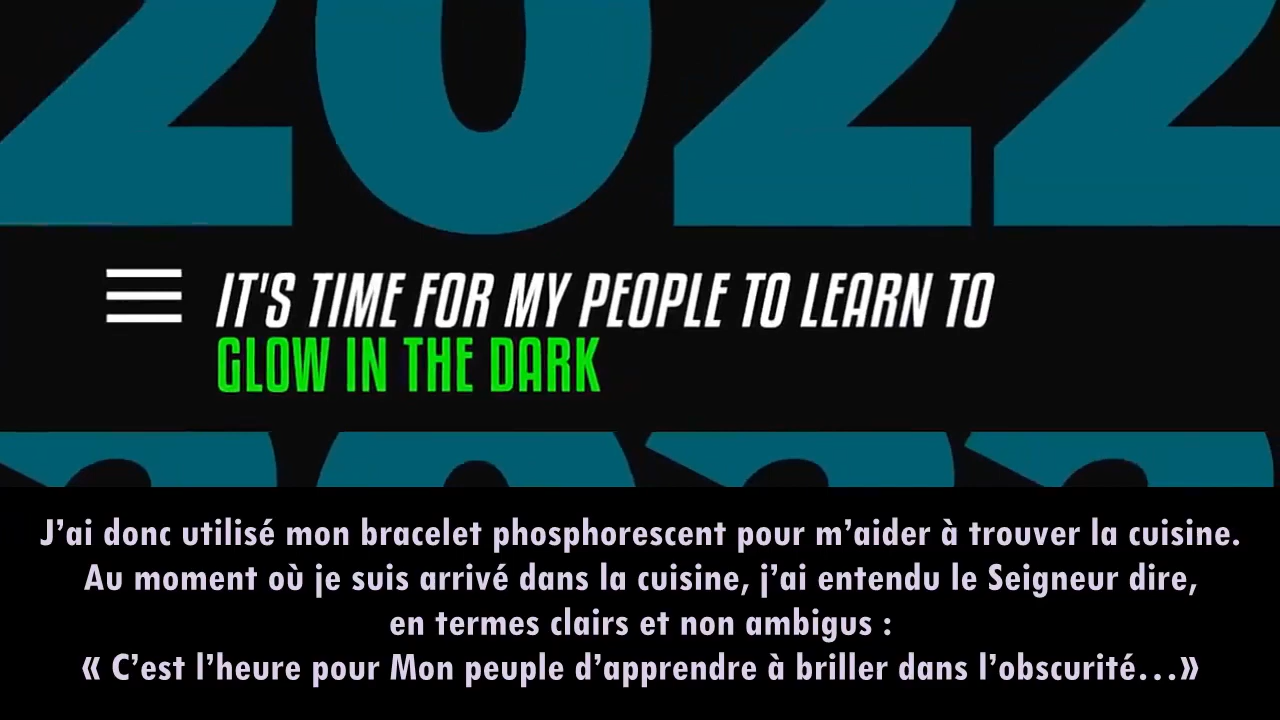 2022
IT'S TIME FOR MY PEOPLE TO LEARN TO
GLOW IN THE DARK
2022
J’ai donc utilisé mon bracelet phosphorescent pour m’aider à trouver la cuisine.
Au moment où je suis arrivé dans la cuisine, j’ai entendu le Seigneur dire,
en termes clairs et non ambigus :
« C’est l’heure pour Mon peuple d’apprendre à briller dans l’obscurité…»